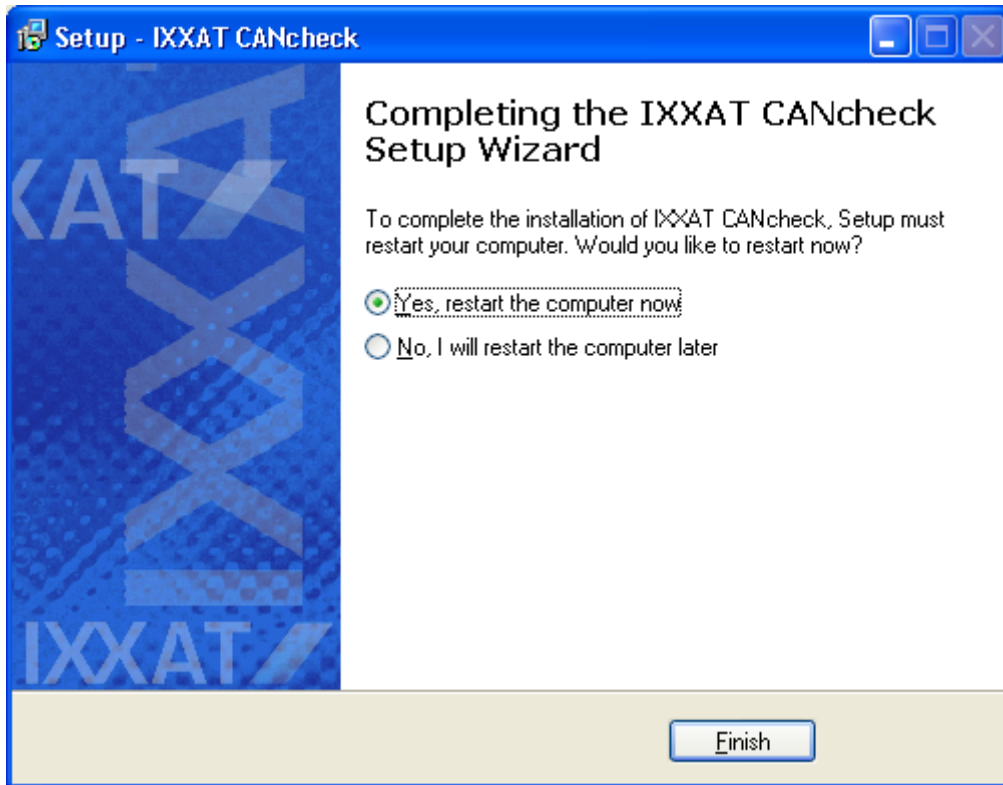 Setup - IXXAT CANcheck
Completing the IXXAT CANcheck
Setup Wizard
To complete the installation of IXXAT CANcheck, Setup must
restart your computer. Would you like to restart now?
Yes, restart the computer now
No, I will restart the computer later
XAT
IXXA
IXXAT
Finish